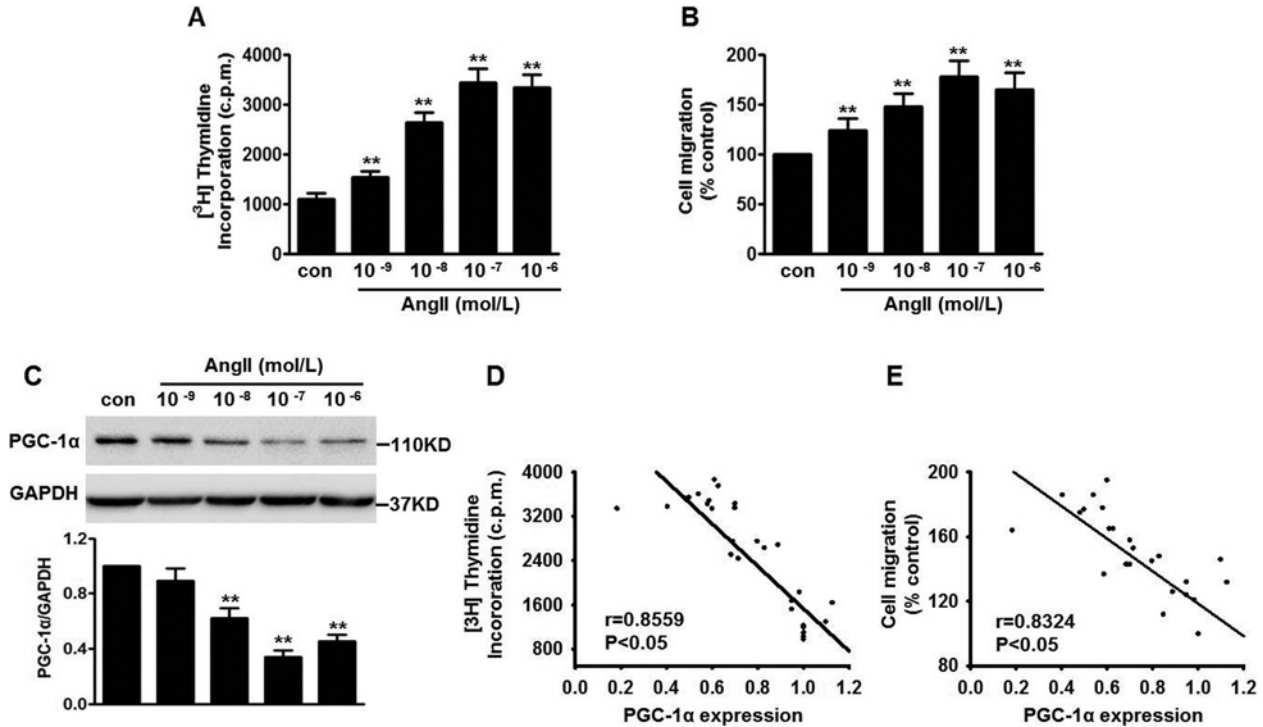 A
[³H] Thymidine
Incorporation (c.p.m.)
4000
3000
2000
1000
0
** ** ** **
con 10⁻⁹ 10⁻⁸ 10⁻⁷ 10⁻⁶
AngII (mol/L)
B
Cell migration
(% control)
200
150
100
50
0
** ** ** **
con 10⁻⁹ 10⁻⁸ 10⁻⁷ 10⁻⁶
AngII (mol/L)
C
AngII (mol/L)
con 10⁻⁹ 10⁻⁸ 10⁻⁷ 10⁻⁶
PGC-1α –110KD
GAPDH –37KD
PGC-1α/GAPDH
1.2
0.8
0.4
0.0
** ** **
D
[3H] Thymidine
Incororation (c.p.m.)
4000
3200
2400
1600
800
r=0.8559
P<0.05
0.0 0.2 0.4 0.6 0.8 1.0 1.2
PGC-1α expression
E
Cell migration
(% control)
200
160
120
80
r=0.8324
P<0.05
0.0 0.2 0.4 0.6 0.8 1.0 1.2
PGC-1α expression